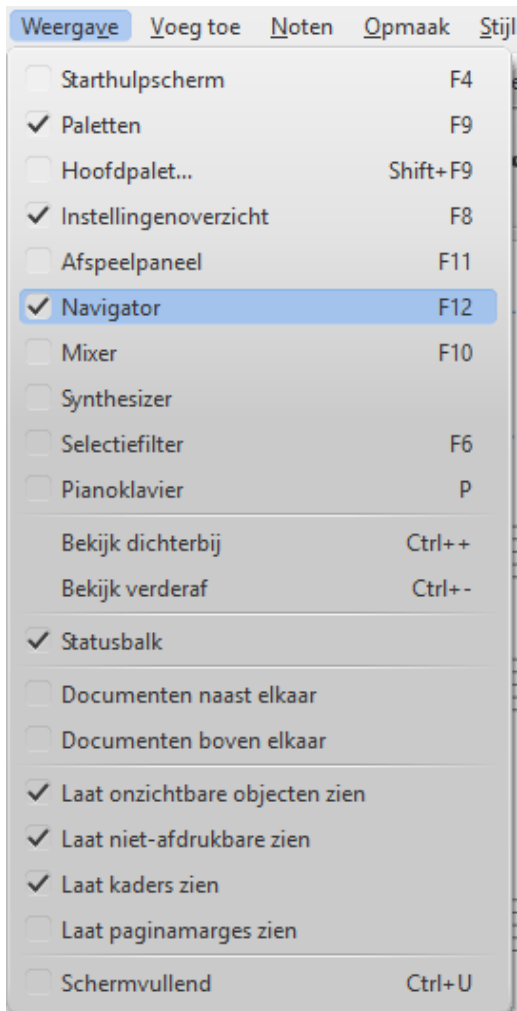 Weergave Voeg toe Noten Opmaak Stijl
Starthulpscherm F4
Paletten F9
Hoofdpalet... Shift+F9
Instellingenoverzicht F8
Afspeelpaneel F11
Navigator F12
Mixer F10
Synthesizer
Selectiefilter F6
Pianoklavier P
Bekijk dichterbij Ctrl++
Bekijk verderaf Ctrl+-
Statusbalk
Documenten naast elkaar
Documenten boven elkaar
Laat onzichtbare objecten zien
Laat niet-afdrukbare zien
Laat kaders zien
Laat paginamarges zien
Schermvullend Ctrl+U